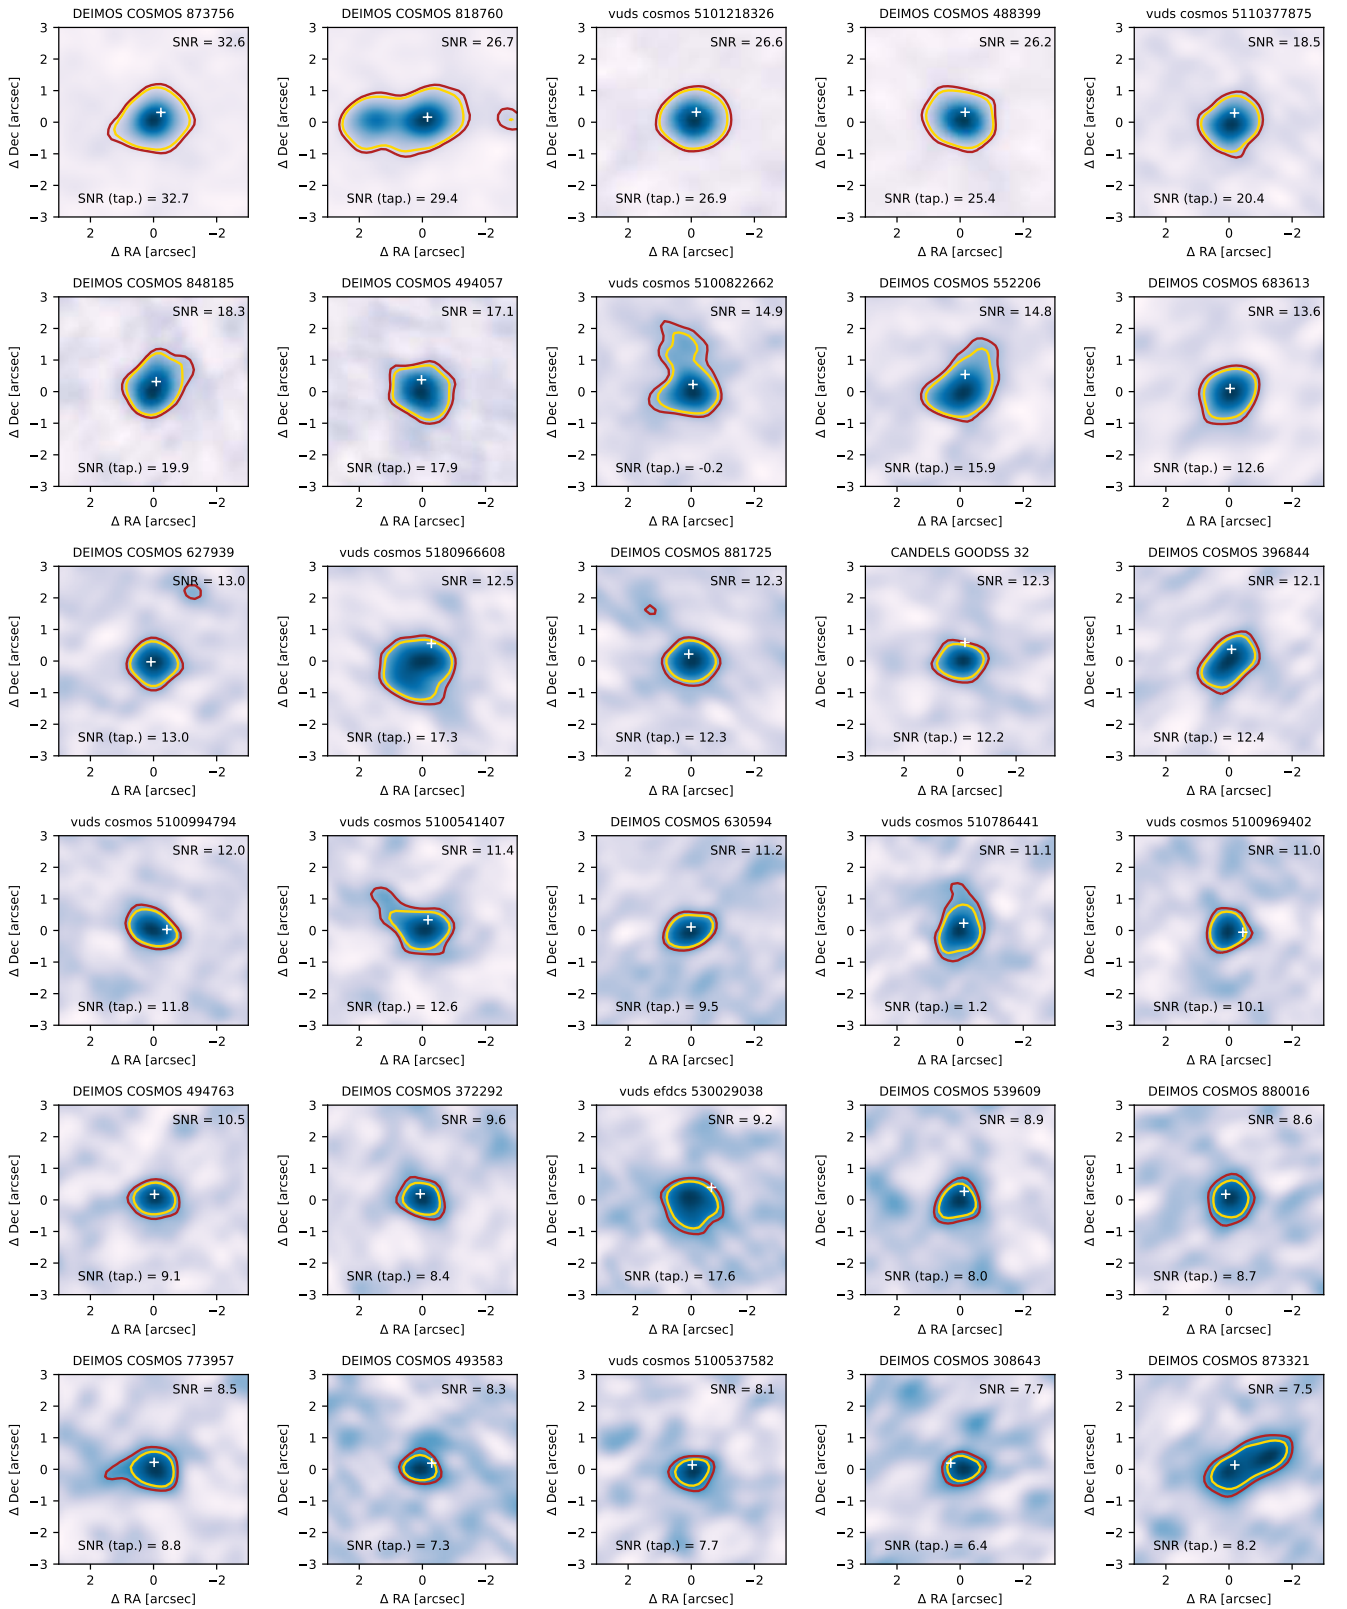 DEIMOS COSMOS 873756
DEIMOS COSMOS 818760
vuds cosmos 5101218326
DEIMOS COSMOS 488399
vuds cosmos 5110377875
SNR = 32.6
SNR = 26.7
SNR = 26.6
SNR = 26.2
SNR = 18.5
3
2
1
0
−1
−2
−3
Δ Dec [arcsec]
SNR (tap.) = 32.7
SNR (tap.) = 29.4
SNR (tap.) = 26.9
SNR (tap.) = 25.4
SNR (tap.) = 20.4
2 0 −2
Δ RA [arcsec]
DEIMOS COSMOS 848185
DEIMOS COSMOS 494057
vuds cosmos 5100822662
DEIMOS COSMOS 552206
DEIMOS COSMOS 683613
SNR = 18.3
SNR = 17.1
SNR = 14.9
SNR = 14.8
SNR = 13.6
SNR (tap.) = 19.9
SNR (tap.) = 17.9
SNR (tap.) = -0.2
SNR (tap.) = 15.9
SNR (tap.) = 12.6
DEIMOS COSMOS 627939
vuds cosmos 5180966608
DEIMOS COSMOS 881725
CANDELS GOODSS 32
DEIMOS COSMOS 396844
SNR = 13.0
SNR = 12.5
SNR = 12.3
SNR = 12.3
SNR = 12.1
SNR (tap.) = 13.0
SNR (tap.) = 17.3
SNR (tap.) = 12.3
SNR (tap.) = 12.2
SNR (tap.) = 12.4
vuds cosmos 5100994794
vuds cosmos 5100541407
DEIMOS COSMOS 630594
vuds cosmos 510786441
vuds cosmos 5100969402
SNR = 12.0
SNR = 11.4
SNR = 11.2
SNR = 11.1
SNR = 11.0
SNR (tap.) = 11.8
SNR (tap.) = 12.6
SNR (tap.) = 9.5
SNR (tap.) = 1.2
SNR (tap.) = 10.1
DEIMOS COSMOS 494763
DEIMOS COSMOS 372292
vuds efdcs 530029038
DEIMOS COSMOS 539609
DEIMOS COSMOS 880016
SNR = 10.5
SNR = 9.6
SNR = 9.2
SNR = 8.9
SNR = 8.6
SNR (tap.) = 9.1
SNR (tap.) = 8.4
SNR (tap.) = 17.6
SNR (tap.) = 8.0
SNR (tap.) = 8.7
DEIMOS COSMOS 773957
DEIMOS COSMOS 493583
vuds cosmos 5100537582
DEIMOS COSMOS 308643
DEIMOS COSMOS 873321
SNR = 8.5
SNR = 8.3
SNR = 8.1
SNR = 7.7
SNR = 7.5
SNR (tap.) = 8.8
SNR (tap.) = 7.3
SNR (tap.) = 7.7
SNR (tap.) = 6.4
SNR (tap.) = 8.2